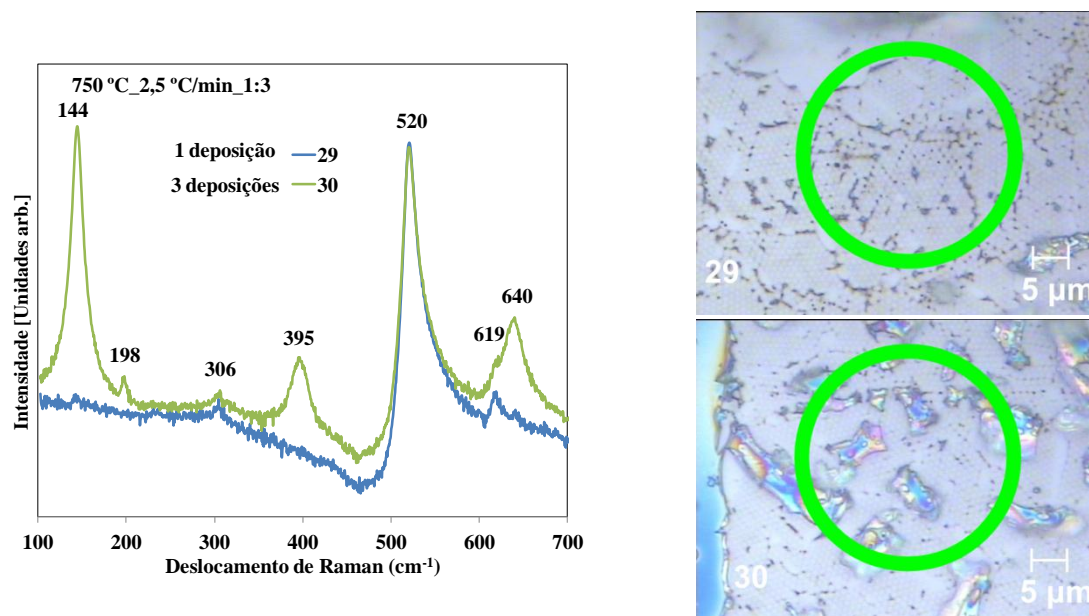 750 ºC_2,5 ºC/min_1:3
144
520
1 deposição 29
3 deposições 30
198
306
395
619
640
Intensidade [Unidades arb.]
100 200 300 400 500 600 700
Deslocamento de Raman (cm-1)
29
5 µm
30
5 µm